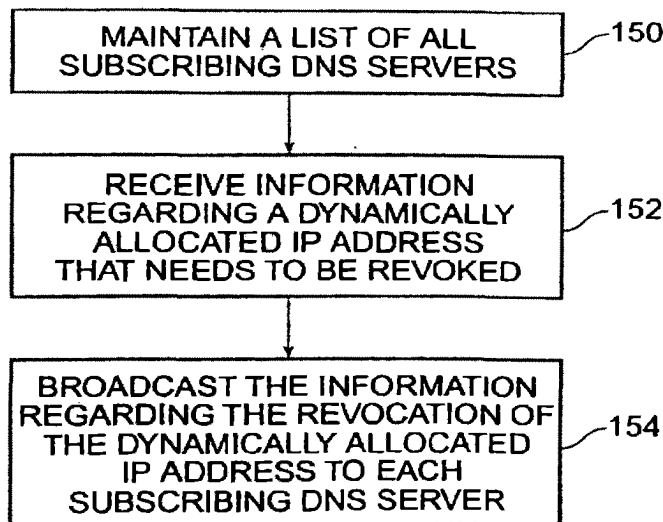 MAINTAIN A LIST OF ALL
SUBSCRIBING DNS SERVERS
150
RECEIVE INFORMATION
REGARDING A DYNAMICALLY
ALLOCATED IP ADDRESS
THAT NEEDS TO BE REVOKED
152
BROADCAST THE INFORMATION
REGARDING THE REVOCATION OF
THE DYNAMICALLY ALLOCATED
IP ADDRESS TO EACH
SUBSCRIBING DNS SERVER
154